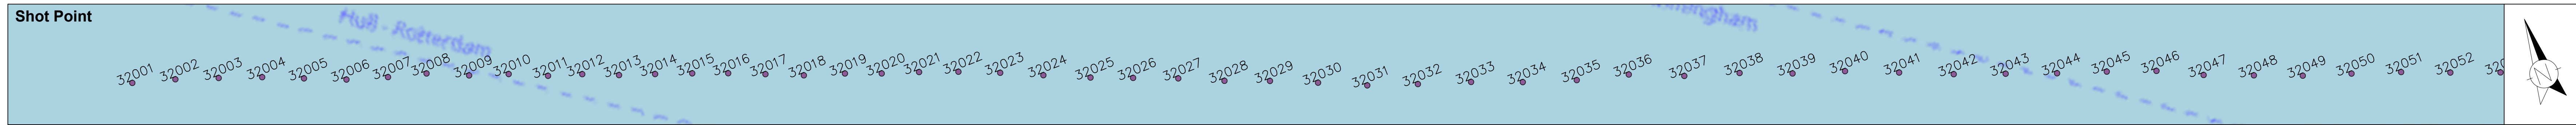 Shot Point
Hull - Rotterdam
32001 32002 32003 32004 32005 32006 32007 32008 32009 32010 32011 32012 32013 32014 32015 32016 32017 32018 32019 32020 32021 32022 32023 32024 32025 32026 32027 32028 32029 32030 32031 32032 32033 32034 32035 32036 32037 32038 32039 32040 32041 32042 32043 32044 32045 32046 32047 32048 32049 32050 32051 32052
N